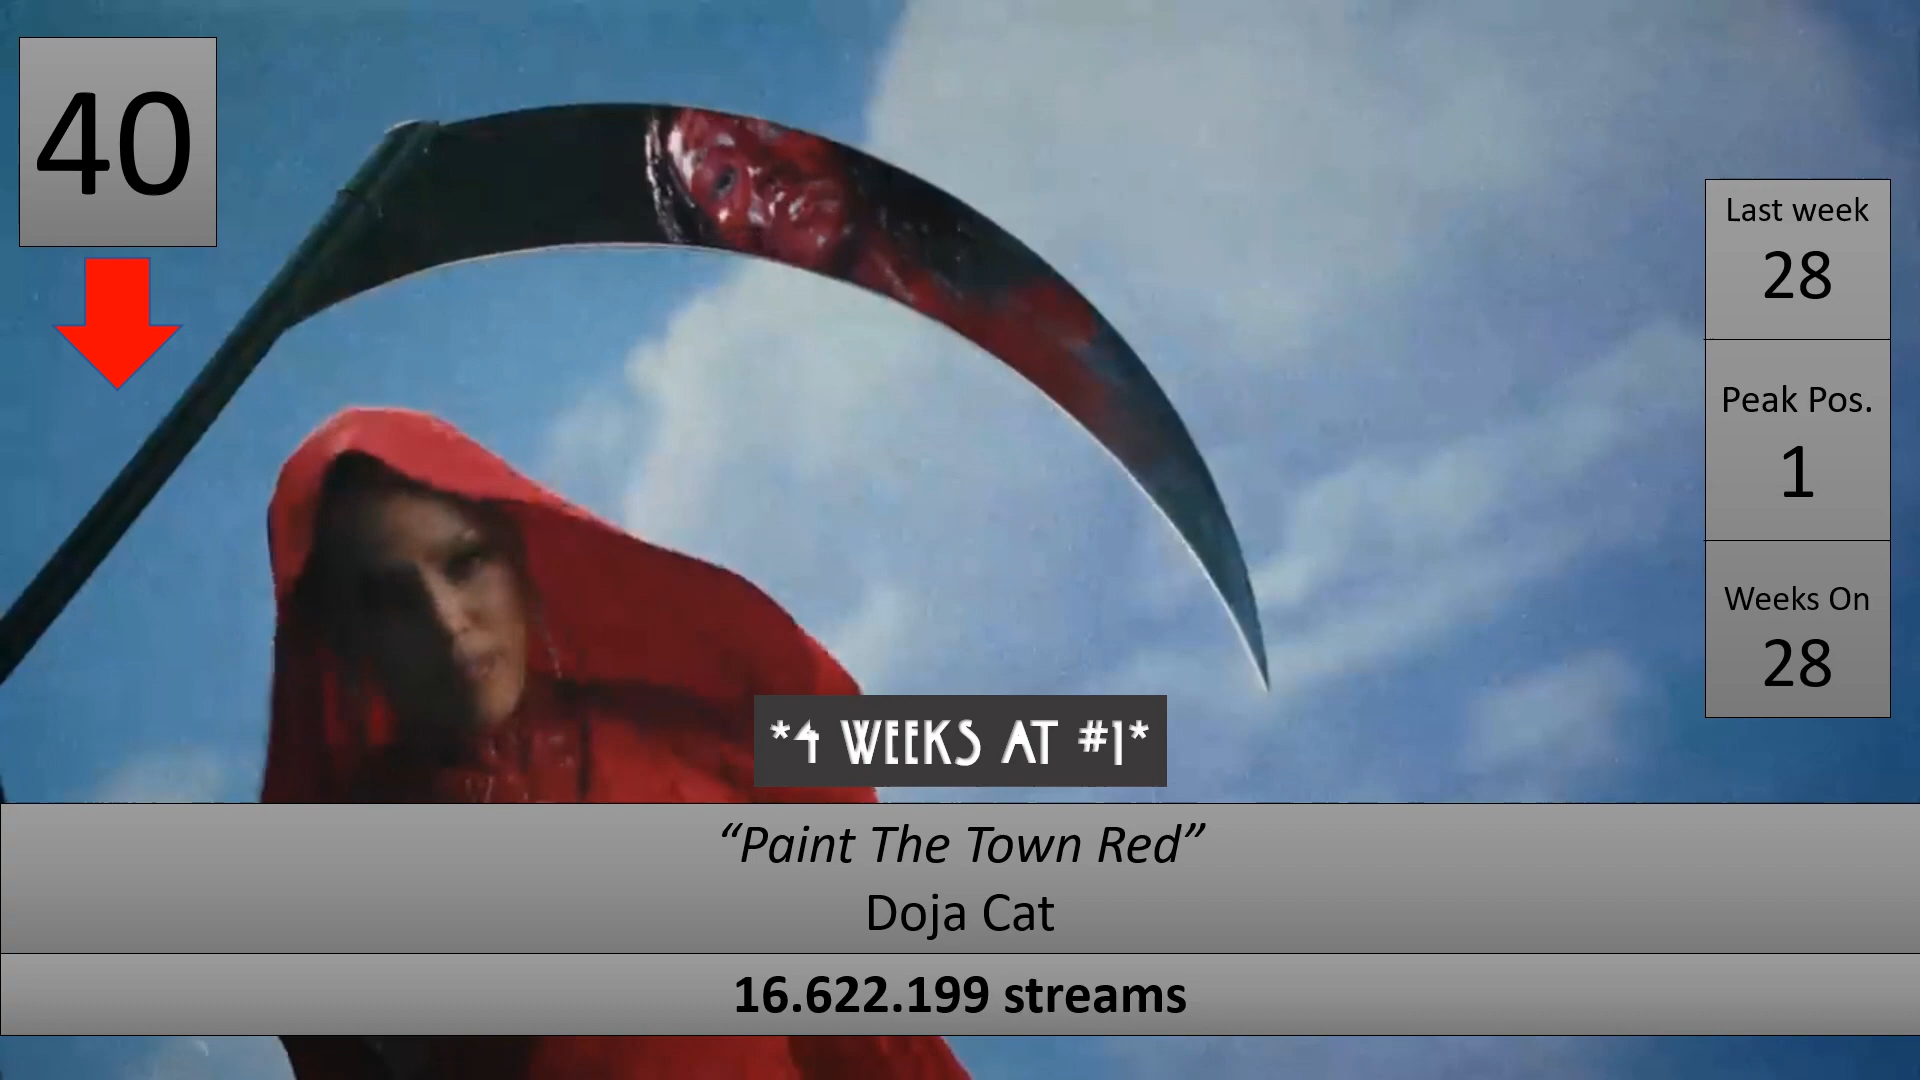 40
Last week
28
Peak Pos.
1
Weeks On
28
*4 WEEKS AT #1*
“Paint The Town Red”
Doja Cat
16.622.199 streams